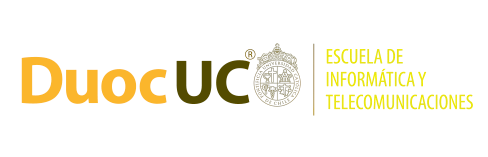 Duoc UC®
ESCUELA DE
INFORMÁTICA Y
TELECOMUNICACIONES